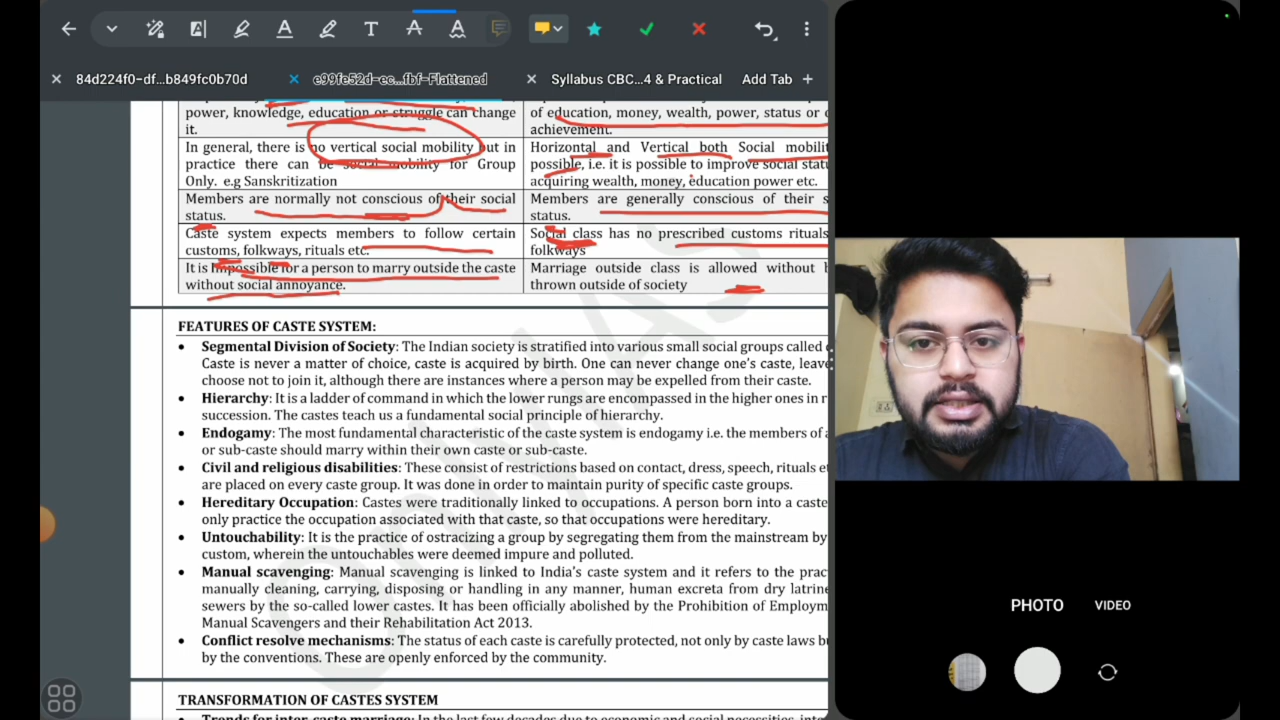 84d224f0-df...b849fc0b70d
e99fe52d-ec...fbf-Flattened
Syllabus CBC...4 & Practical
Add Tab
power, knowledge, education or struggle can change
it.
of education, money, wealth, power, status or
achievement.
In general, there is no vertical social mobility but in
practice there can be social mobility for Group
Only. e.g Sanskritization
Horizontal and Vertical both Social mobilit
possible, i.e. it is possible to improve social stat
acquiring wealth, money, education power etc.
Members are normally not conscious of their social
status.
Members are generally conscious of their s
status.
Caste system expects members to follow certain
customs, folkways, rituals etc.
Social class has no prescribed customs rituals
folkways
It is impossible for a person to marry outside the caste
without social annoyance.
Marriage outside class is allowed without b
thrown outside of society
FEATURES OF CASTE SYSTEM:
• Segmental Division of Society: The Indian society is stratified into various small social groups called
Caste is never a matter of choice, caste is acquired by birth. One can never change one's caste, leav
choose not to join it, although there are instances where a person may be expelled from their caste.
• Hierarchy: It is a ladder of command in which the lower rungs are encompassed in the higher ones in r
succession. The castes teach us a fundamental social principle of hierarchy.
• Endogamy: The most fundamental characteristic of the caste system is endogamy i.e. the members of a
or sub-caste should marry within their own caste or sub-caste.
• Civil and religious disabilities: These consist of restrictions based on contact, dress, speech, rituals et
are placed on every caste group. It was done in order to maintain purity of specific caste groups.
• Hereditary Occupation: Castes were traditionally linked to occupations. A person born into a caste
only practice the occupation associated with that caste, so that occupations were hereditary.
• Untouchability: It is the practice of ostracizing a group by segregating them from the mainstream by
custom, wherein the untouchables were deemed impure and polluted.
• Manual scavenging: Manual scavenging is linked to India's caste system and it refers to the prac
manually cleaning, carrying, disposing or handling in any manner, human excreta from dry latrine
sewers by the so-called lower castes. It has been officially abolished by the Prohibition of Employm
Manual Scavengers and their Rehabilitation Act 2013.
• Conflict resolve mechanisms: The status of each caste is carefully protected, not only by caste laws bu
by the conventions. These are openly enforced by the community.
TRANSFORMATION OF CASTES SYSTEM
PHOTO
VIDEO